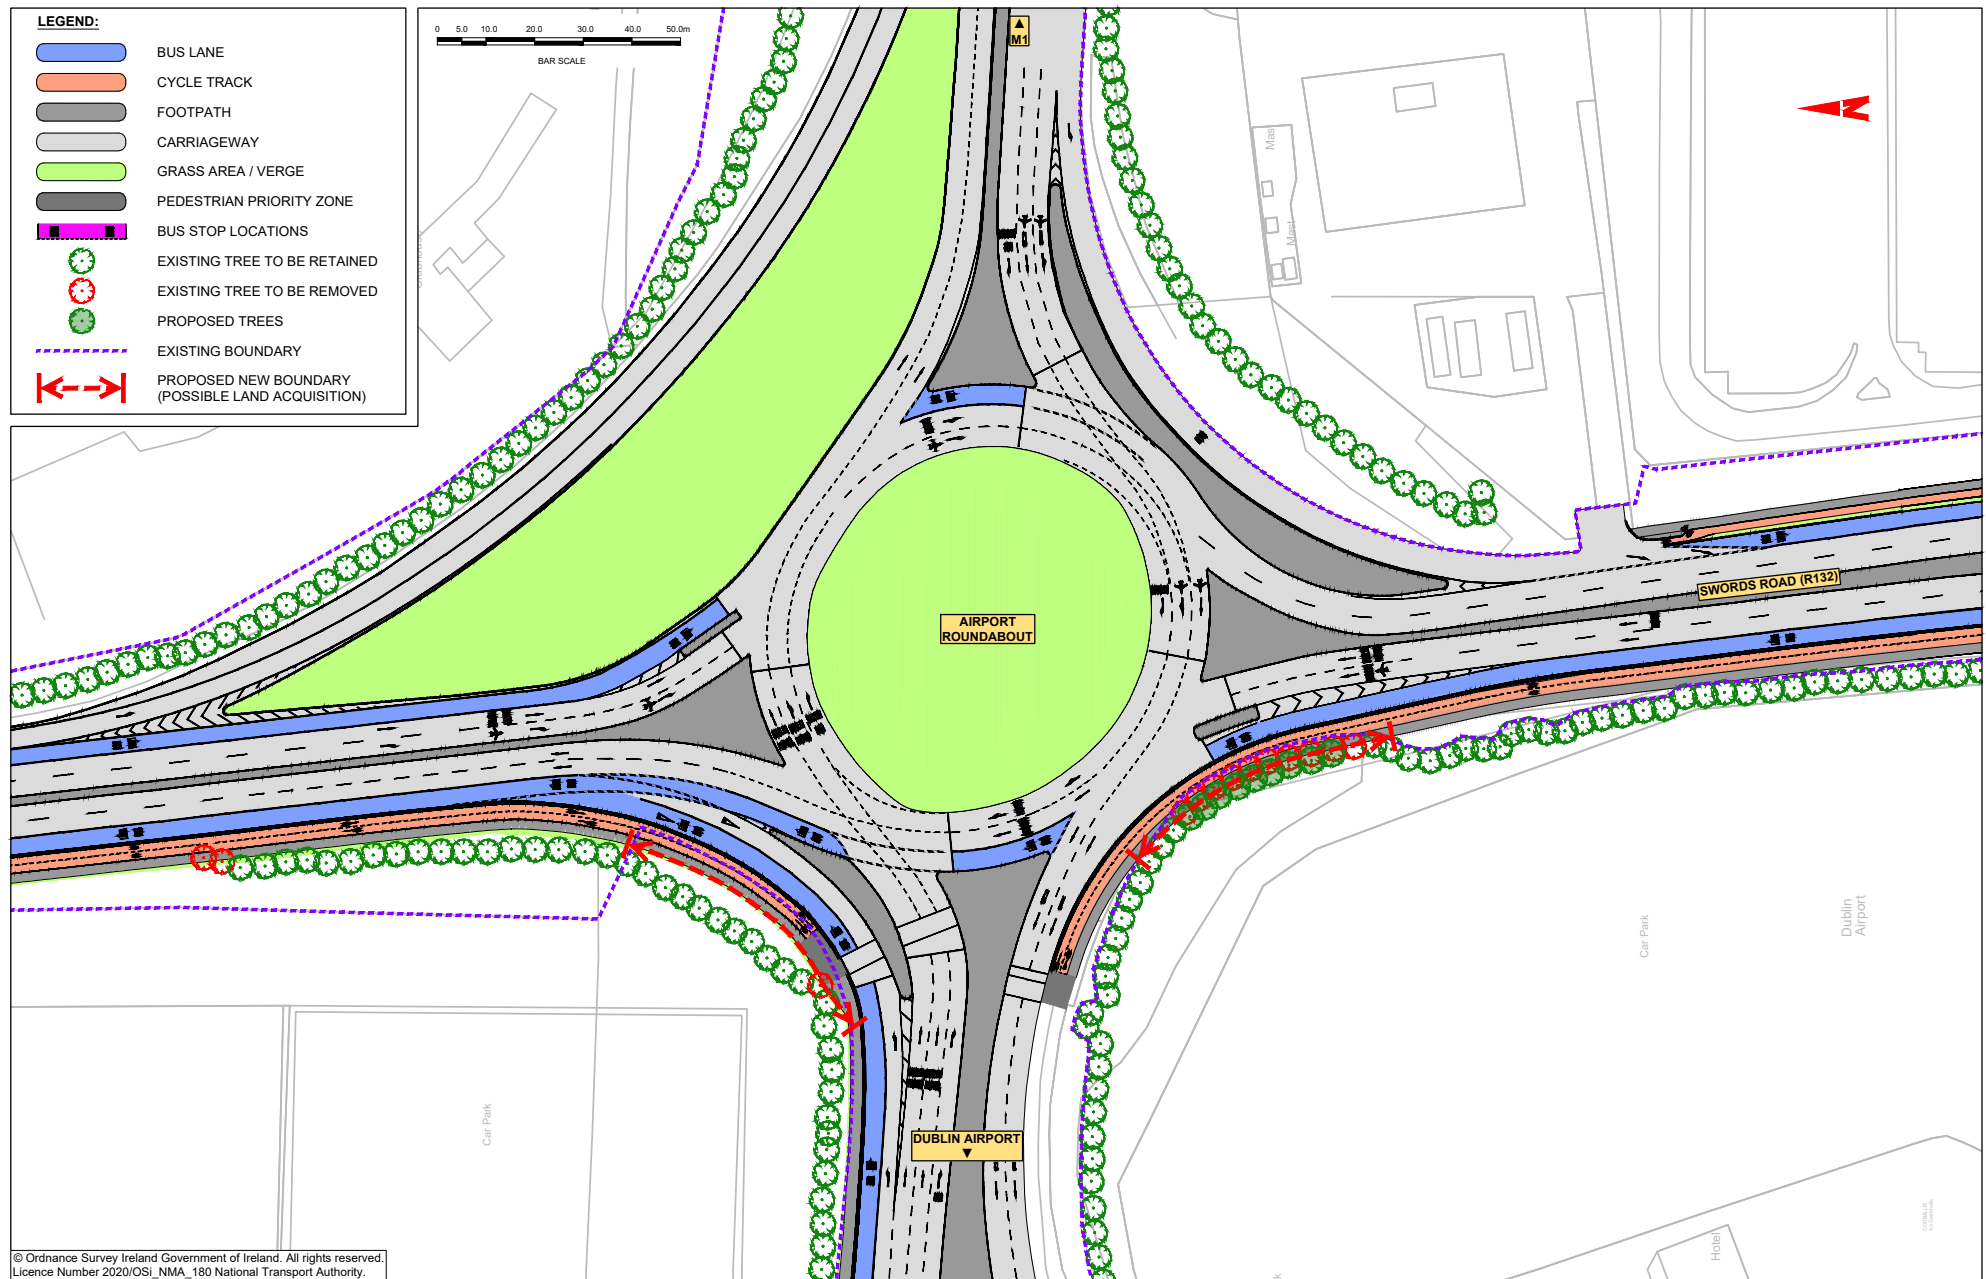 LEGEND:
BUS LANE
CYCLE TRACK
FOOTPATH
CARRIAGEWAY
GRASS AREA / VERGE
PEDESTRIAN PRIORITY ZONE
BUS STOP LOCATIONS
EXISTING TREE TO BE RETAINED
EXISTING TREE TO BE REMOVED
PROPOSED TREES
EXISTING BOUNDARY
PROPOSED NEW BOUNDARY
(POSSIBLE LAND ACQUISITION)
0 5.0 10.0 20.0 30.0 40.0 50.0m
BAR SCALE
M1
N
Mast
Mast
SWORDS ROAD (R132)
AIRPORT
ROUNDABOUT
Car Park
Dublin
Airport
Car Park
DUBLIN AIRPORT
Hotel
© Ordnance Survey Ireland Government of Ireland. All rights reserved.
Licence Number 2020/OSi_NMA_180 National Transport Authority.